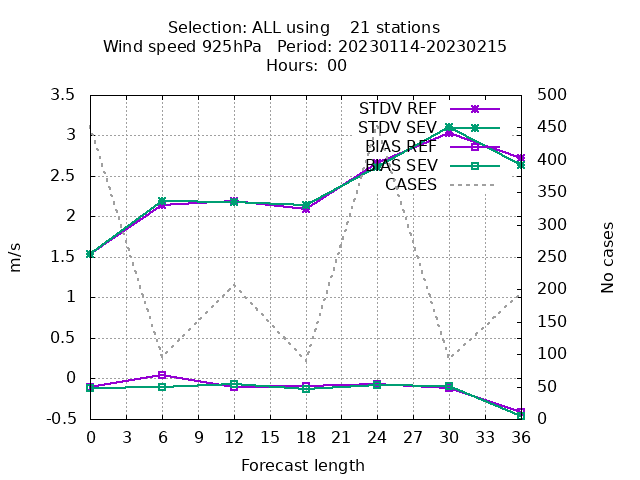 Selection: ALL using    21 stations
Wind speed 925hPa   Period: 20230114-20230215
Hours: 00
3.5
3
2.5
2
1.5
1
0.5
0
-0.5
m/s
500
450
400
350
300
250
200
150
100
50
0
No cases
STDV REF
STDV SEV
BIAS REF
BIAS SEV
CASES
0 3 6 9 12 15 18 21 24 27 30 33 36
Forecast length